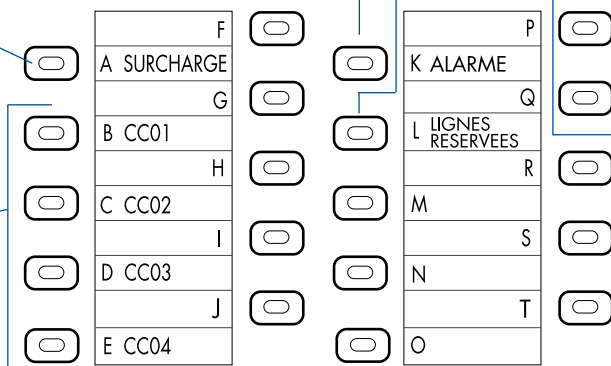 F
A SURCHARGE
G
B CC01
H
C CC02
I
D CC03
J
E CC04
P
K ALARME
Q
L LIGNES
RESERVEES
R
M
S
N
T
O